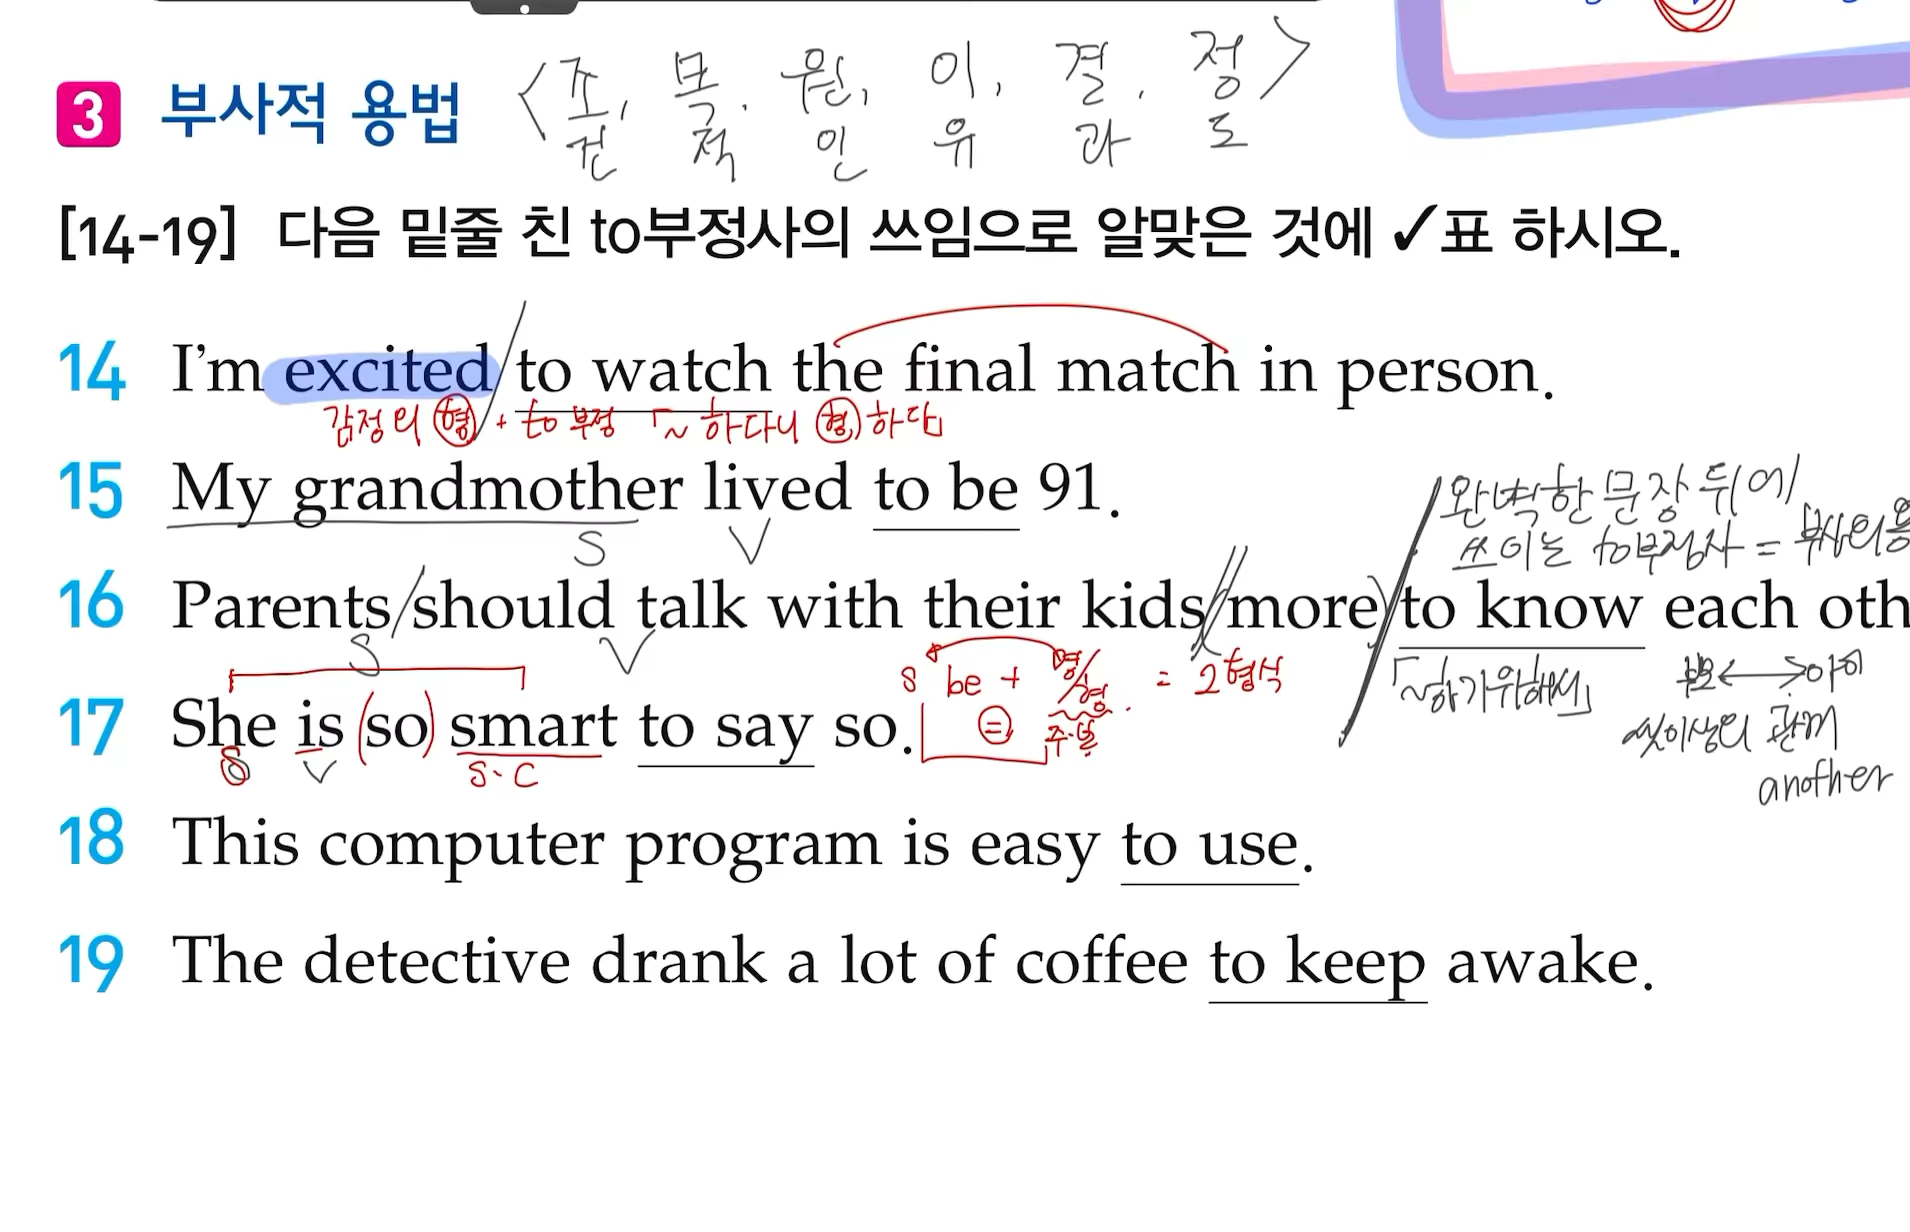 3 부사적 용법 <조건, 목적, 원인, 이유, 결과, 정도>
[14-19] 다음 밑줄 친 to부정사의 쓰임으로 알맞은 것에 ✓표 하시오.
14 I'm excited to watch the final match in person.
감정의 형 + to 부정 「~하다니 형하다」
15 My grandmother lived to be 91.
S V
완벽한 문장 뒤에
쓰이는 to부정사 = 부사의용
16 Parents should talk with their kids more to know each oth
S V
「~하기위해서」
부모 ↔ 아이
셋이상의 관계
another
S be + 명/형 = 2형식
17 She is (so) smart to say so.
S V S·C
=
18 This computer program is easy to use.
19 The detective drank a lot of coffee to keep awake.